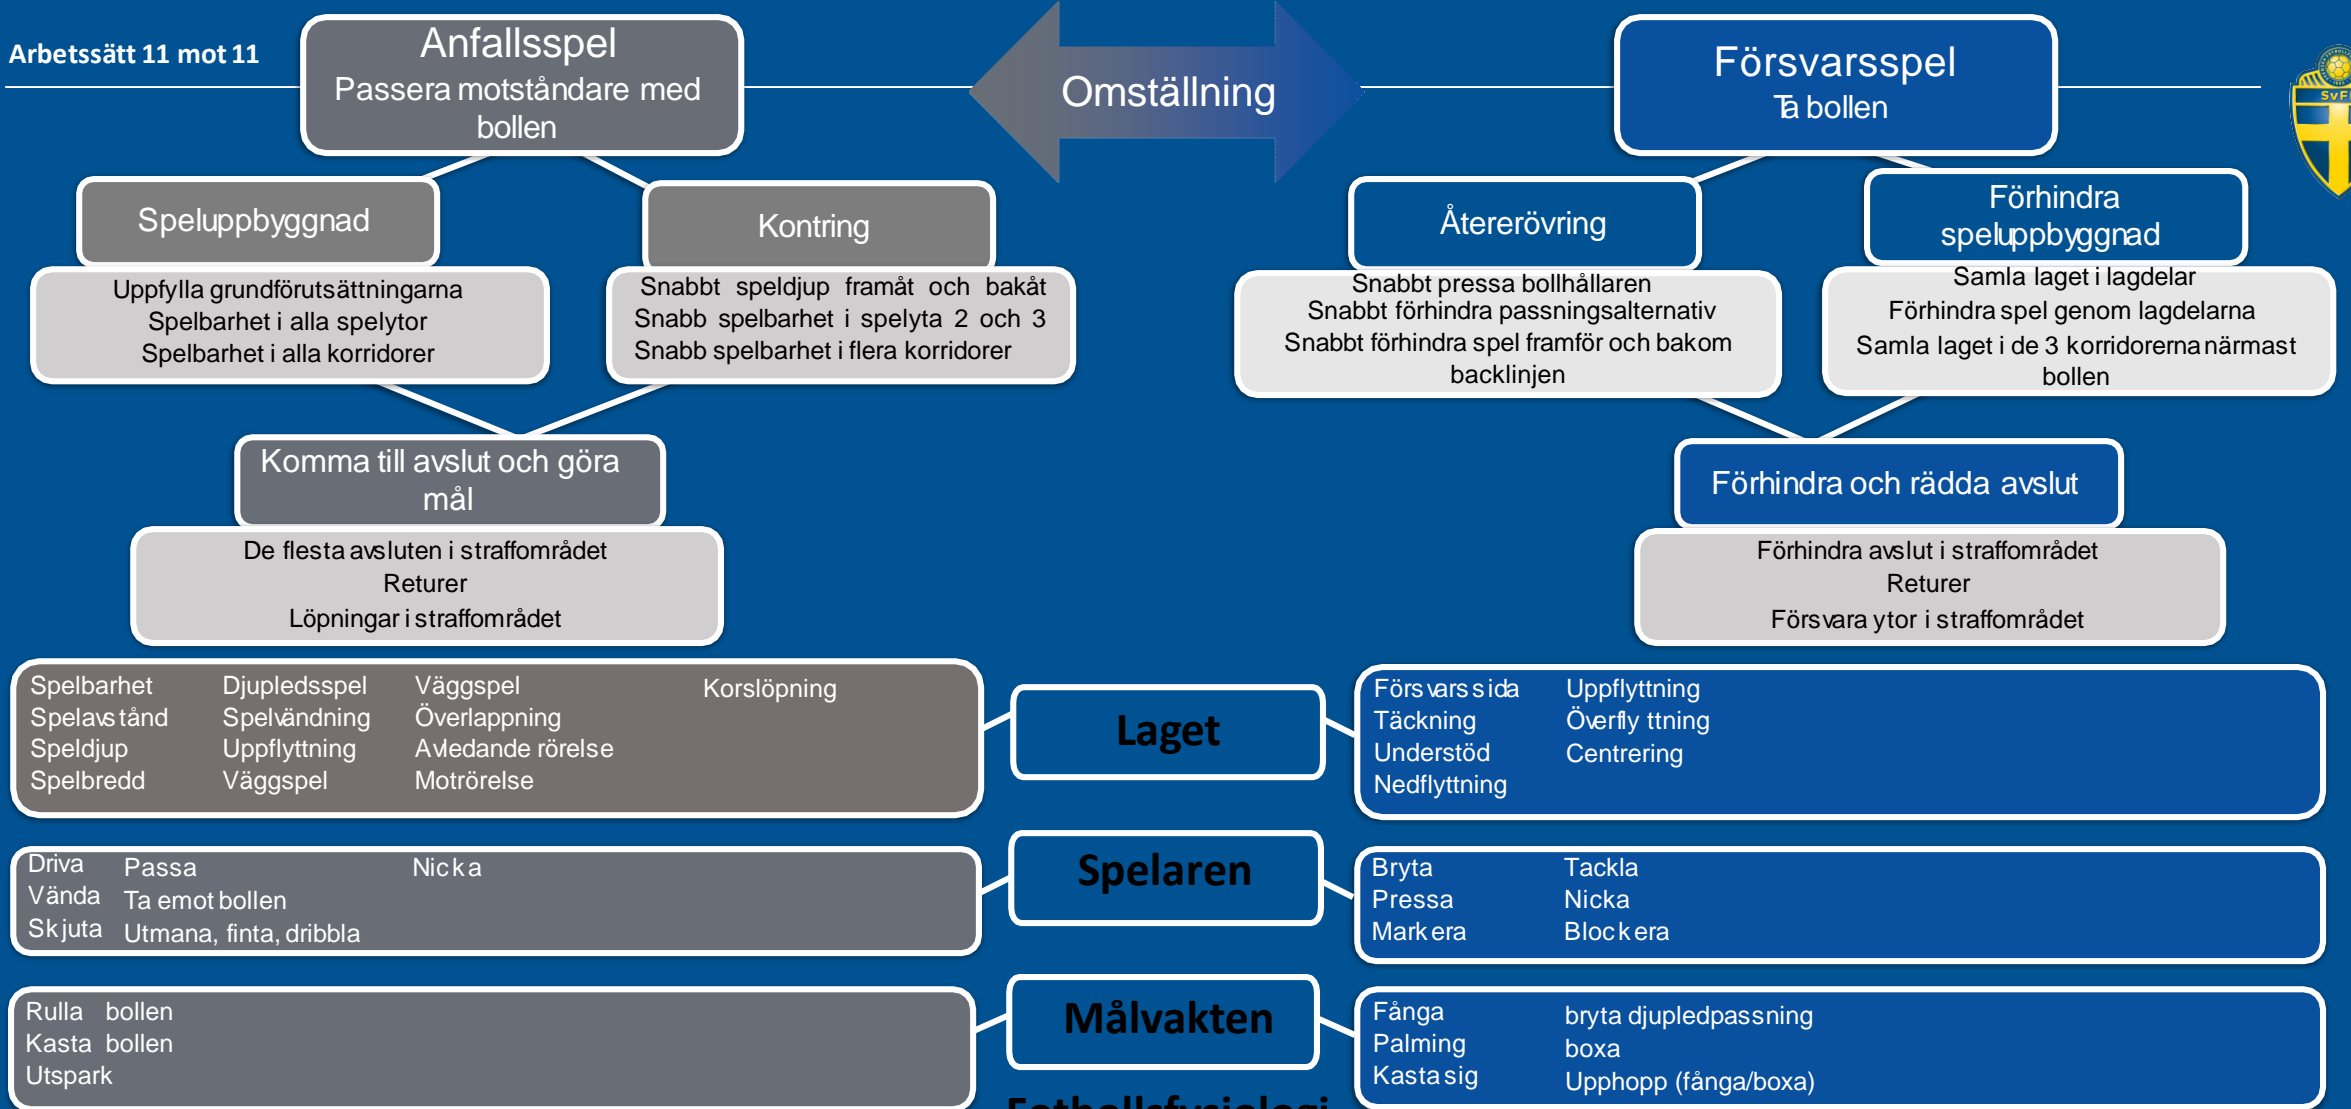 Arbetssätt 11 mot 11
Anfallsspel
Passera motståndare med
bollen
Omställning
Försvarsspel
Ta bollen
SvFF
Speluppbyggnad
Uppfylla grundförutsättningarna
Spelbarhet i alla spelytor
Spelbarhet i alla korridorer
Kontring
Snabbt speldjup framåt och bakåt
Snabb spelbarhet i spelyta 2 och 3
Snabb spelbarhet i flera korridorer
Återerövring
Snabbt pressa bollhållaren
Snabbt förhindra passningsalternativ
Snabbt förhindra spel framför och bakom
backlinjen
Förhindra
speluppbyggnad
Samla laget i lagdelar
Förhindra spel genom lagdelarna
Samla laget i de 3 korridorerna närmast
bollen
Komma till avslut och göra
mål
De flesta avsluten i straffområdet
Returer
Löpningar i straffområdet
Förhindra och rädda avslut
Förhindra avslut i straffområdet
Returer
Försvara ytor i straffområdet
Spelbarhet
Spelavstånd
Speldjup
Spelbredd
Djupledsspel
Spelvändning
Uppflyttning
Väggspel
Väggspel
Överlappning
Avledande rörelse
Motrörelse
Korslöpning
Laget
Försvarssida
Täckning
Understöd
Nedflyttning
Uppflyttning
Överflyttning
Centrering
Driva
Vända
Skjuta
Passa
Ta emot bollen
Utmana, finta, dribbla
Nicka
Spelaren
Bryta
Pressa
Markera
Tackla
Nicka
Blockera
Rulla bollen
Kasta bollen
Utspark
Målvakten
Fånga
Palming
Kasta sig
bryta djupledpassning
boxa
Upphopp (fånga/boxa)
Fotbollsfysiologi